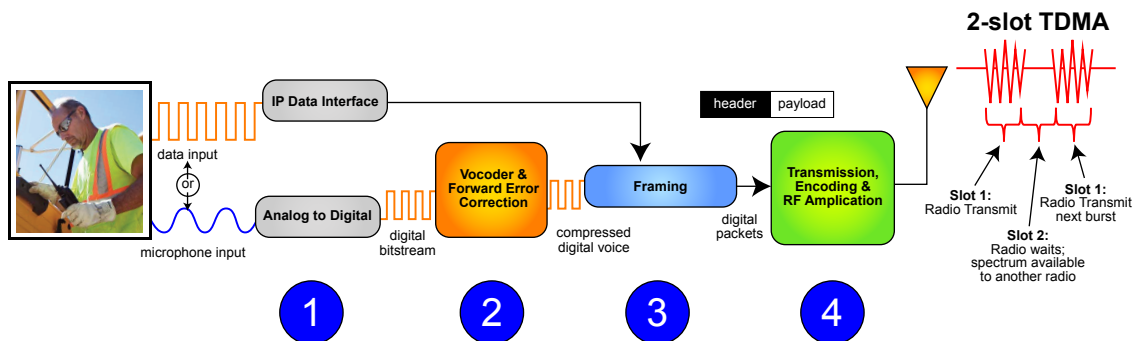 2-slot TDMA
IP Data Interface
header
payload
data input
or
Vocoder &
Forward Error
Correction
Framing
Transmission,
Encoding &
RF Amplication
Analog to Digital
digital
bitstream
compressed
digital voice
digital
packets
microphone input
Slot 1:
Radio Transmit
Slot 2:
Radio waits;
spectrum available
to another radio
Slot 1:
Radio Transmit
next burst
1
2
3
4